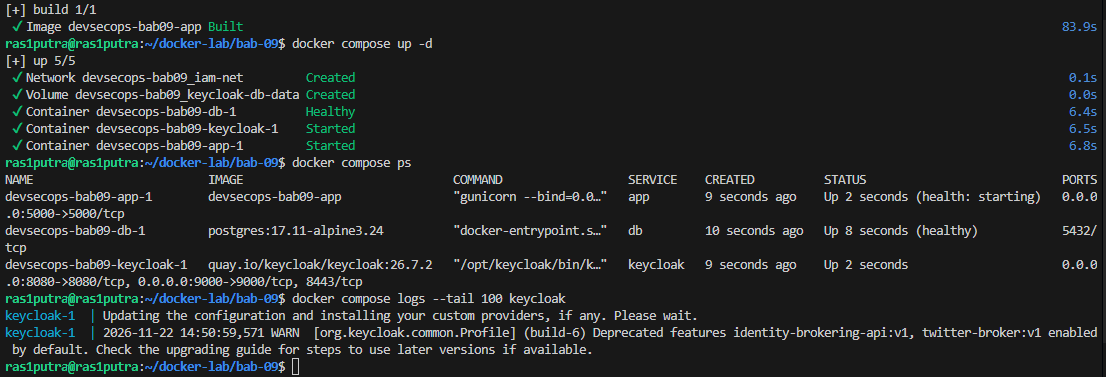 [+] build 1/1
✓ Image devsecops-bab09-app Built 83.9s
ras1putra@ras1putra:~/docker-lab/bab-09$ docker compose up -d
[+] up 5/5
✓ Network devsecops-bab09_iam-net Created 0.1s
✓ Volume devsecops-bab09_keycloak-db-data Created 0.0s
✓ Container devsecops-bab09-db-1 Healthy 6.4s
✓ Container devsecops-bab09-keycloak-1 Started 6.5s
✓ Container devsecops-bab09-app-1 Started 6.8s
ras1putra@ras1putra:~/docker-lab/bab-09$ docker compose ps
NAME IMAGE COMMAND SERVICE CREATED STATUS PORTS
devsecops-bab09-app-1 devsecops-bab09-app "gunicorn --bind=0.0…" app 9 seconds ago Up 2 seconds (health: starting) 0.0.0
.0:5000->5000/tcp
devsecops-bab09-db-1 postgres:17.11-alpine3.24 "docker-entrypoint.s…" db 10 seconds ago Up 8 seconds (healthy) 5432/
tcp
devsecops-bab09-keycloak-1 quay.io/keycloak/keycloak:26.7.2 "/opt/keycloak/bin/k…" keycloak 9 seconds ago Up 2 seconds 0.0.0
.0:8080->8080/tcp, 0.0.0.0:9000->9000/tcp, 8443/tcp
ras1putra@ras1putra:~/docker-lab/bab-09$ docker compose logs --tail 100 keycloak
keycloak-1 | Updating the configuration and installing your custom providers, if any. Please wait.
keycloak-1 | 2026-11-22 14:50:59,571 WARN [org.keycloak.common.Profile] (build-6) Deprecated features identity-brokering-api:v1, twitter-broker:v1 enabled
by default. Check the upgrading guide for steps to use later versions if available.
ras1putra@ras1putra:~/docker-lab/bab-09$